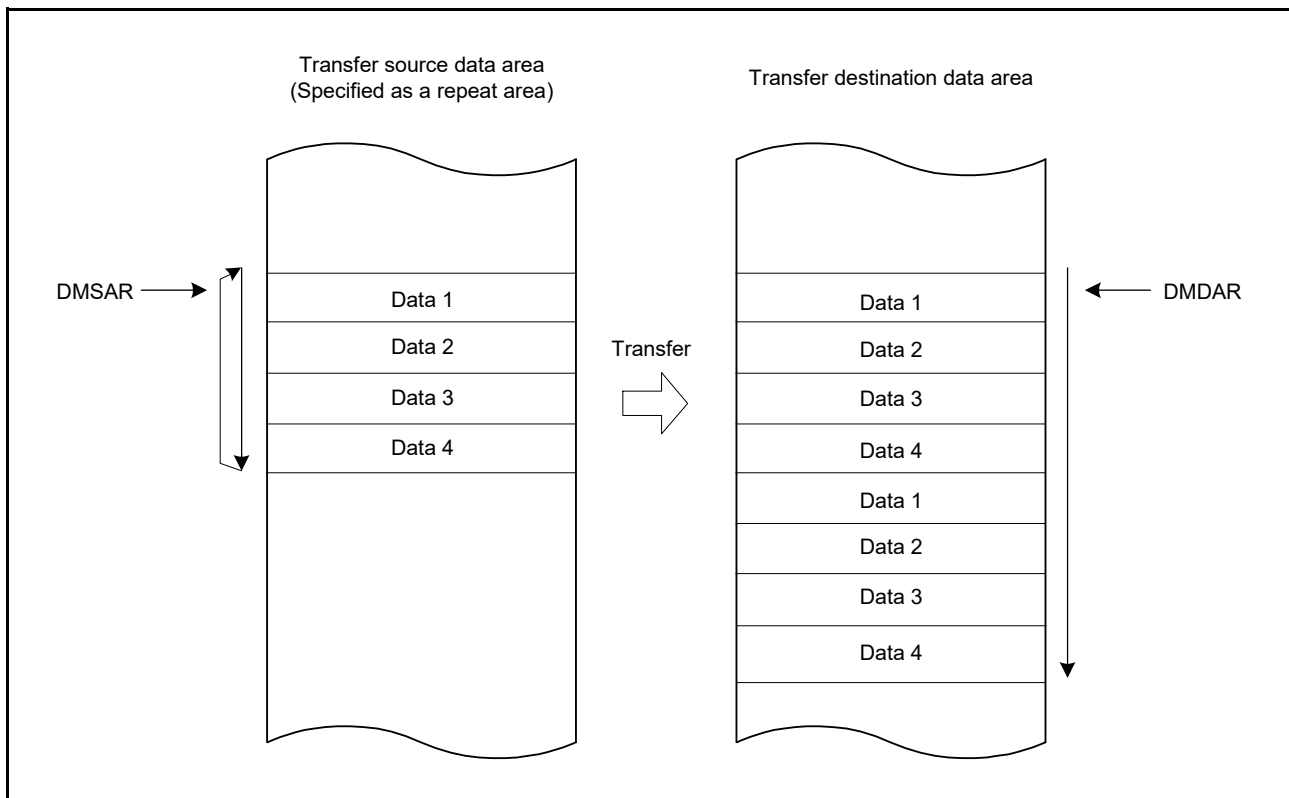 Transfer source data area
(Specified as a repeat area)
Transfer destination data area
DMSAR
Data 1
Data 2
Data 3
Data 4
Transfer
Data 1
Data 2
Data 3
Data 4
Data 1
Data 2
Data 3
Data 4
DMDAR